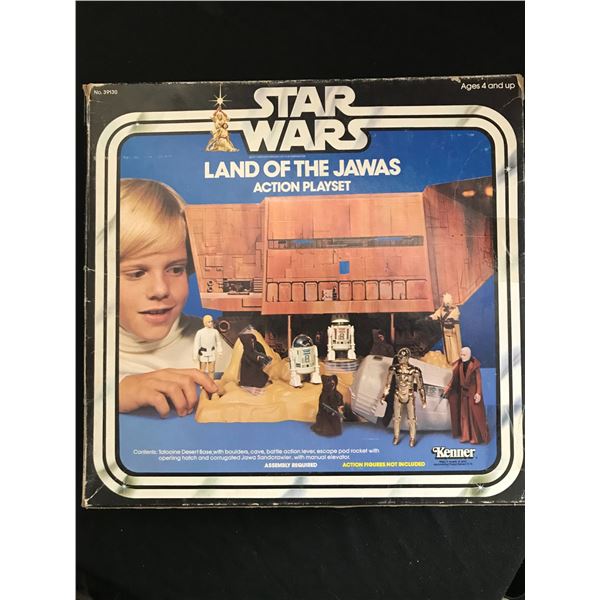 No. 39130
Ages 4 and up
STAR
WARS
LAND OF THE JAWAS
ACTION PLAYSET
Contents: Tatooine Desert Base with boulders, cave, battle action lever, escape pod rocket with
opening hatch and corrugated Jawa Sandcrawler, with manual elevator.
ASSEMBLY REQUIRED
ACTION FIGURES NOT INCLUDED
Kenner